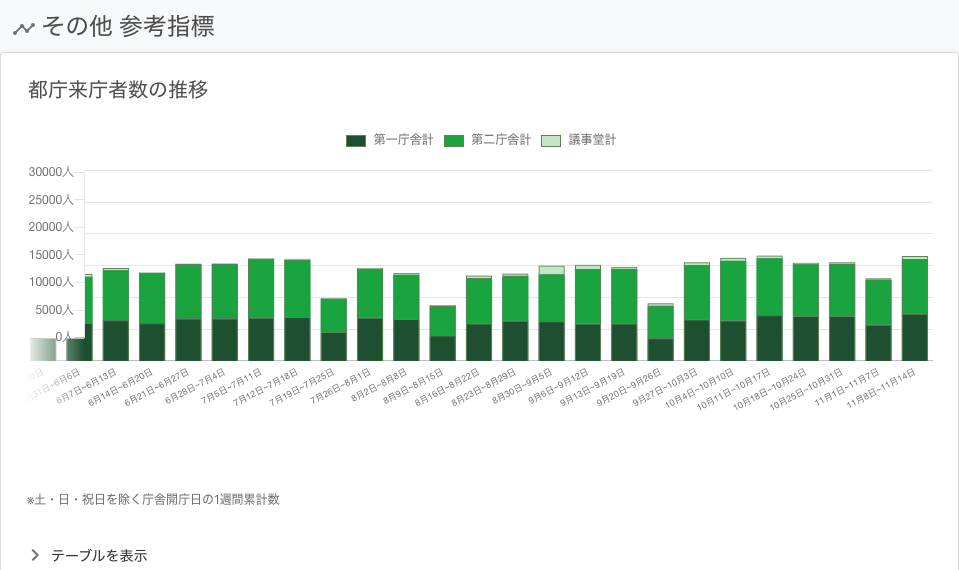 その他 参考指標
都庁来庁者数の推移
第一庁舎計 第二庁舎計 議事堂計
30000人
25000人
20000人
15000人
10000人
5000人
0人
6月7日~6月13日
6月14日~6月20日
6月21日~6月27日
6月28日~7月4日
7月5日~7月11日
7月12日~7月18日
7月19日~7月25日
7月26日~8月1日
8月2日~8月8日
8月9日~8月15日
8月16日~8月22日
8月23日~8月29日
8月30日~9月5日
9月6日~9月12日
9月13日~9月19日
9月20日~9月26日
9月27日~10月3日
10月4日~10月10日
10月11日~10月17日
10月18日~10月24日
10月25日~10月31日
11月1日~11月7日
11月8日~11月14日
※土・日・祝日を除く庁舎開庁日の1週間累計数
テーブルを表示